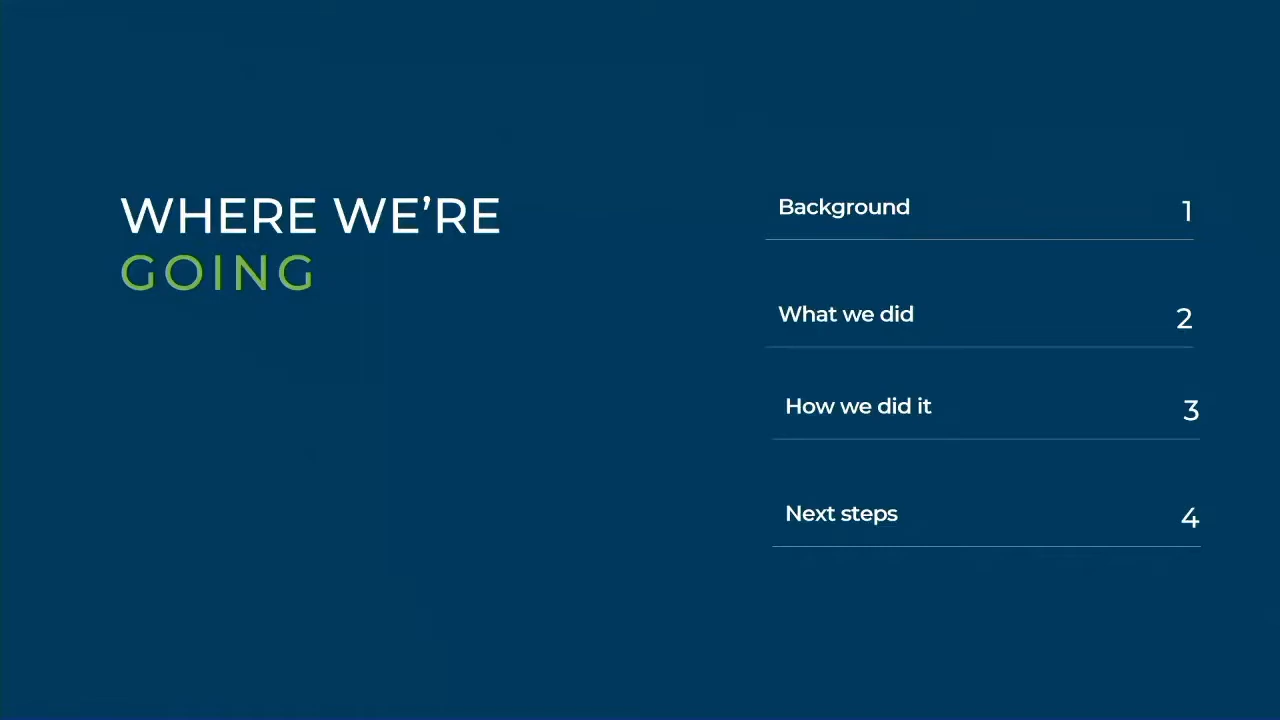 WHERE WE’RE
GOING
Background 1
What we did 2
How we did it 3
Next steps 4